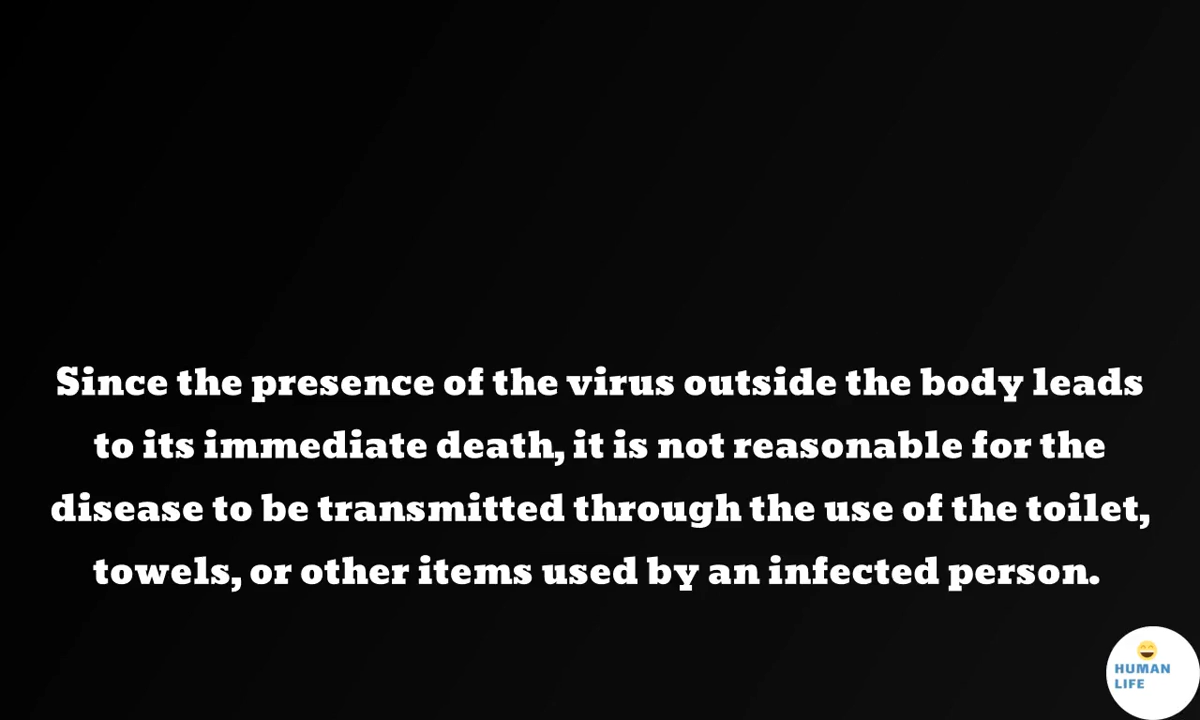 Since the presence of the virus outside the body leads
to its immediate death, it is not reasonable for the
disease to be transmitted through the use of the toilet,
towels, or other items used by an infected person.
HUMAN
LIFE